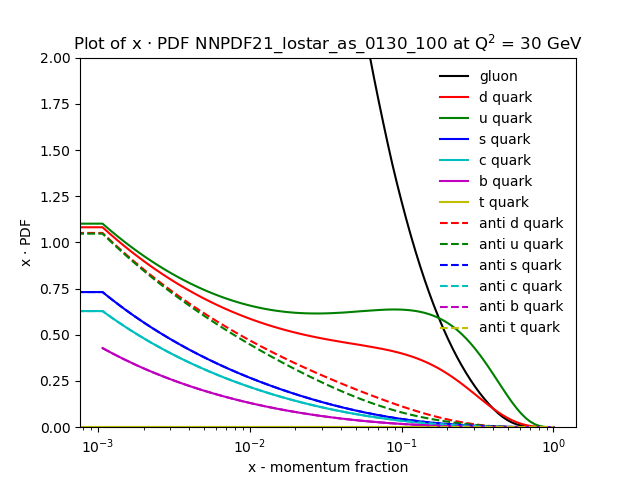 Plot of x · PDF NNPDF21_lostar_as_0130_100 at Q² = 30 GeV
2.00
1.75
1.50
1.25
1.00
0.75
0.50
0.25
0.00
x · PDF
gluon
d quark
u quark
s quark
c quark
b quark
t quark
anti d quark
anti u quark
anti s quark
anti c quark
anti b quark
anti t quark
10⁻³ 10⁻² 10⁻¹ 10⁰
x - momentum fraction